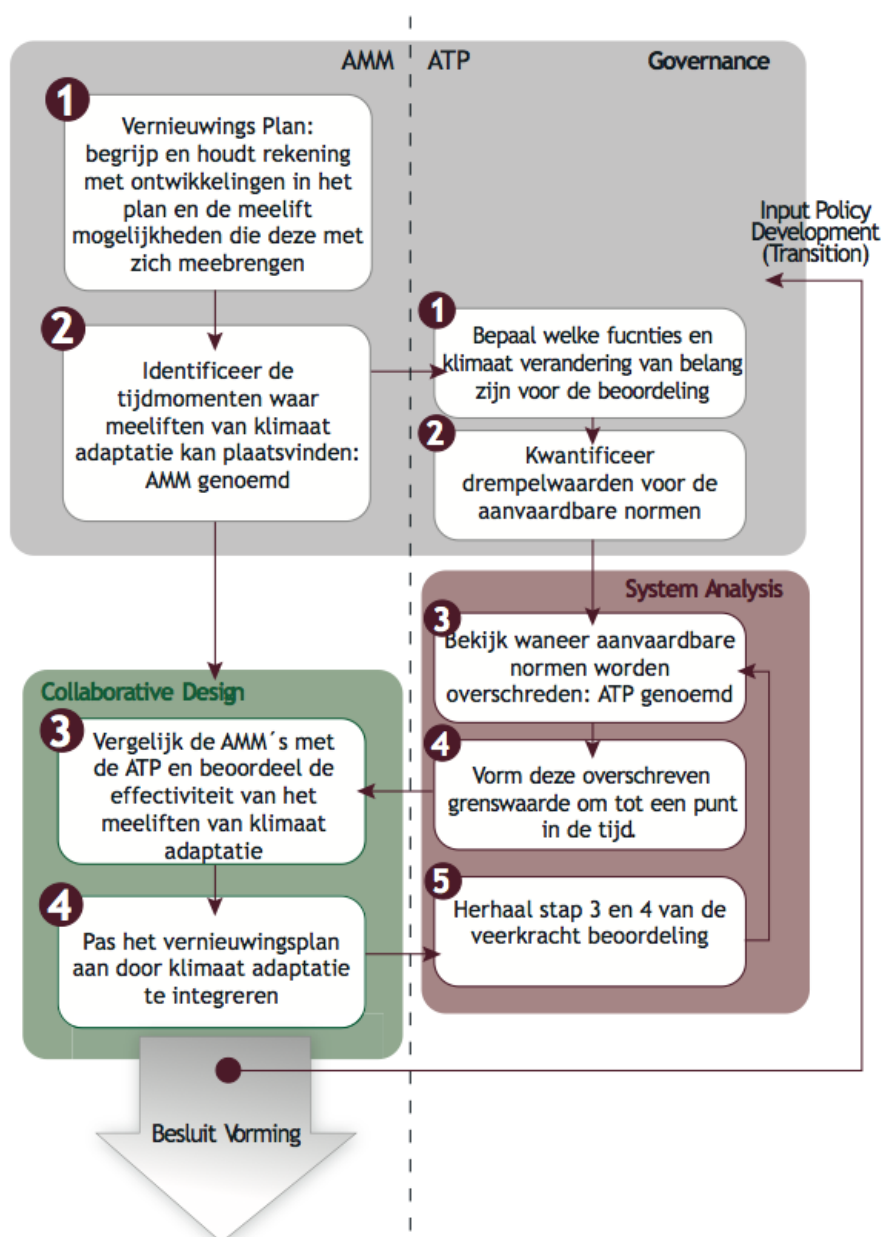 AMM
ATP
Governance
1
Vernieuwings Plan:
begrijp en houdt rekening
met ontwikkelingen in het
plan en de meelift
mogelijkheden die deze met
zich meebrengen
2
Identificeer de
tijdmomenten waar
meeliften van klimaat
adaptatie kan plaatsvinden:
AMM genoemd
Input Policy
Development
(Transition)
1
Bepaal welke fucnties en
klimaat verandering van belang
zijn voor de beoordeling
2
Kwantificeer
drempelwaarden voor de
aanvaardbare normen
System Analysis
3
Bekijk waneer aanvaardbare
normen worden
overschreden: ATP genoemd
4
Vorm deze overschreven
grenswaarde om tot een punt
in de tijd.
5
Herhaal stap 3 en 4 van de
veerkracht beoordeling
Collaborative Design
3
Vergelijk de AMM´s met
de ATP en beoordeel de
effectiviteit van het
meeliften van klimaat
adaptatie
4
Pas het vernieuwingsplan
aan door klimaat adaptatie
te integreren
Besluit Vorming